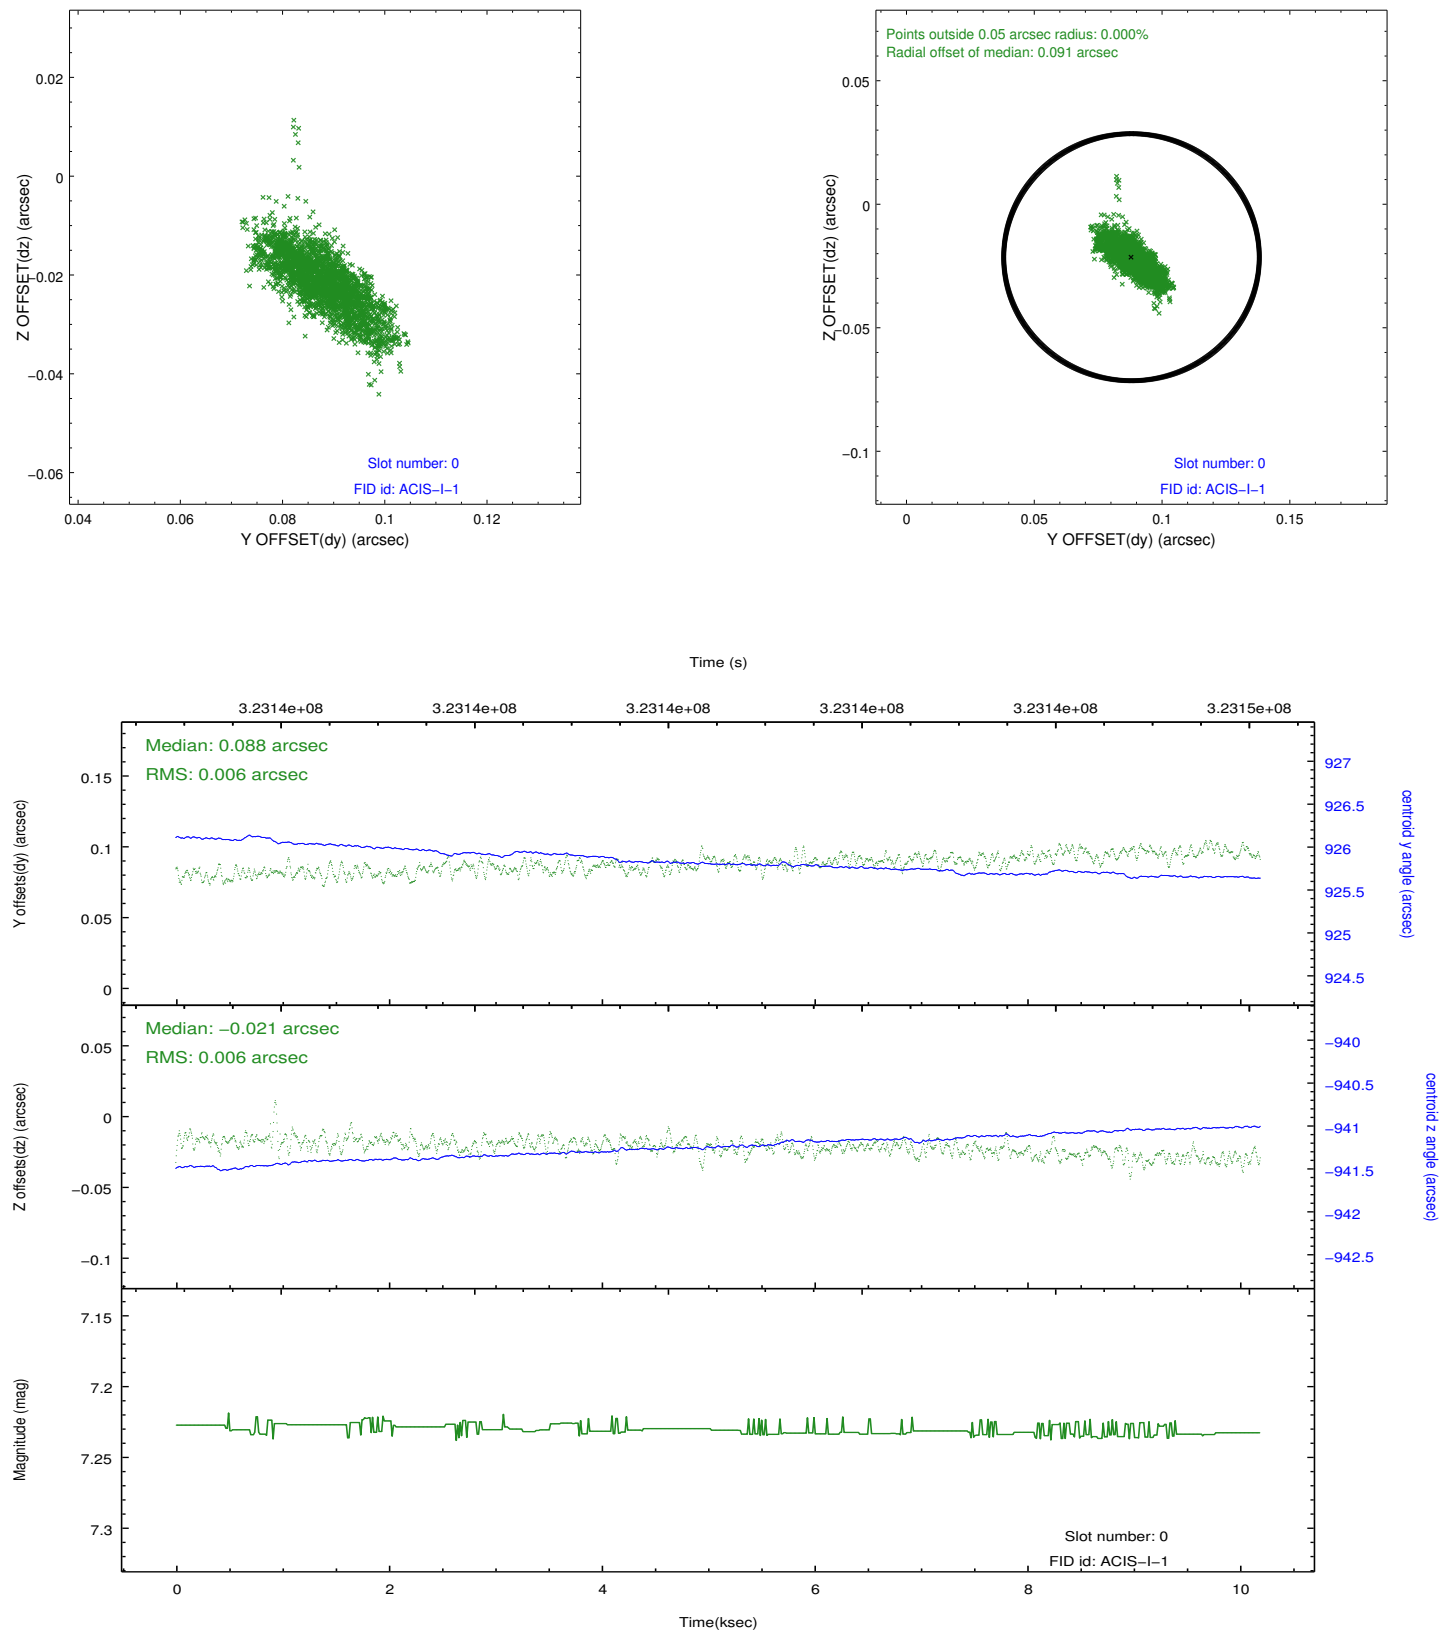 0.02
0
−0.02
−0.04
−0.06
Z OFFSET(dz) (arcsec)
Slot number: 0
FID id: ACIS−I−1
0.04
0.06
0.08
0.1
0.12
Y OFFSET(dy) (arcsec)
Points outside 0.05 arcsec radius: 0.000%
Radial offset of median: 0.091 arcsec
0.05
0
−0.05
−0.1
Z OFFSET(dz) (arcsec)
Slot number: 0
FID id: ACIS−I−1
0
0.05
0.1
0.15
Y OFFSET(dy) (arcsec)
Time (s)
3.2314e+08
3.2314e+08
3.2314e+08
3.2314e+08
3.2314e+08
3.2315e+08
Median: 0.088 arcsec
RMS: 0.006 arcsec
0.15
0.1
0.05
0
Y offsets(dy) (arcsec)
927
926.5
926
925.5
925
924.5
centroid y angle (arcsec)
Median: −0.021 arcsec
RMS: 0.006 arcsec
0.05
0
−0.05
−0.1
Z offsets(dz) (arcsec)
−940
−940.5
−941
−941.5
−942
−942.5
centroid z angle (arcsec)
7.15
7.2
7.25
7.3
Magnitude (mag)
Slot number: 0
FID id: ACIS−I−1
0
2
4
6
8
10
Time(ksec)